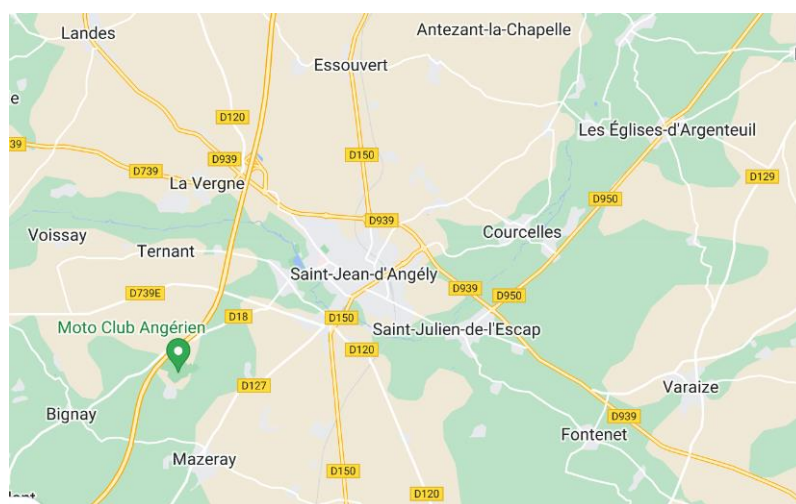 Antezant-la-Chapelle
Landes
Essouvert
D120
Les Églises-d'Argenteuil
39
D939
D150
D739
D129
La Vergne
D950
D939
Voissay
Courcelles
Ternant
Saint-Jean-d'Angély
D739E
D939
D950
D18
D150
Moto Club Angérien
Saint-Julien-de-l'Escap
D120
D127
Varaize
Bignay
D939
Fontenet
Mazeray
D150
D120